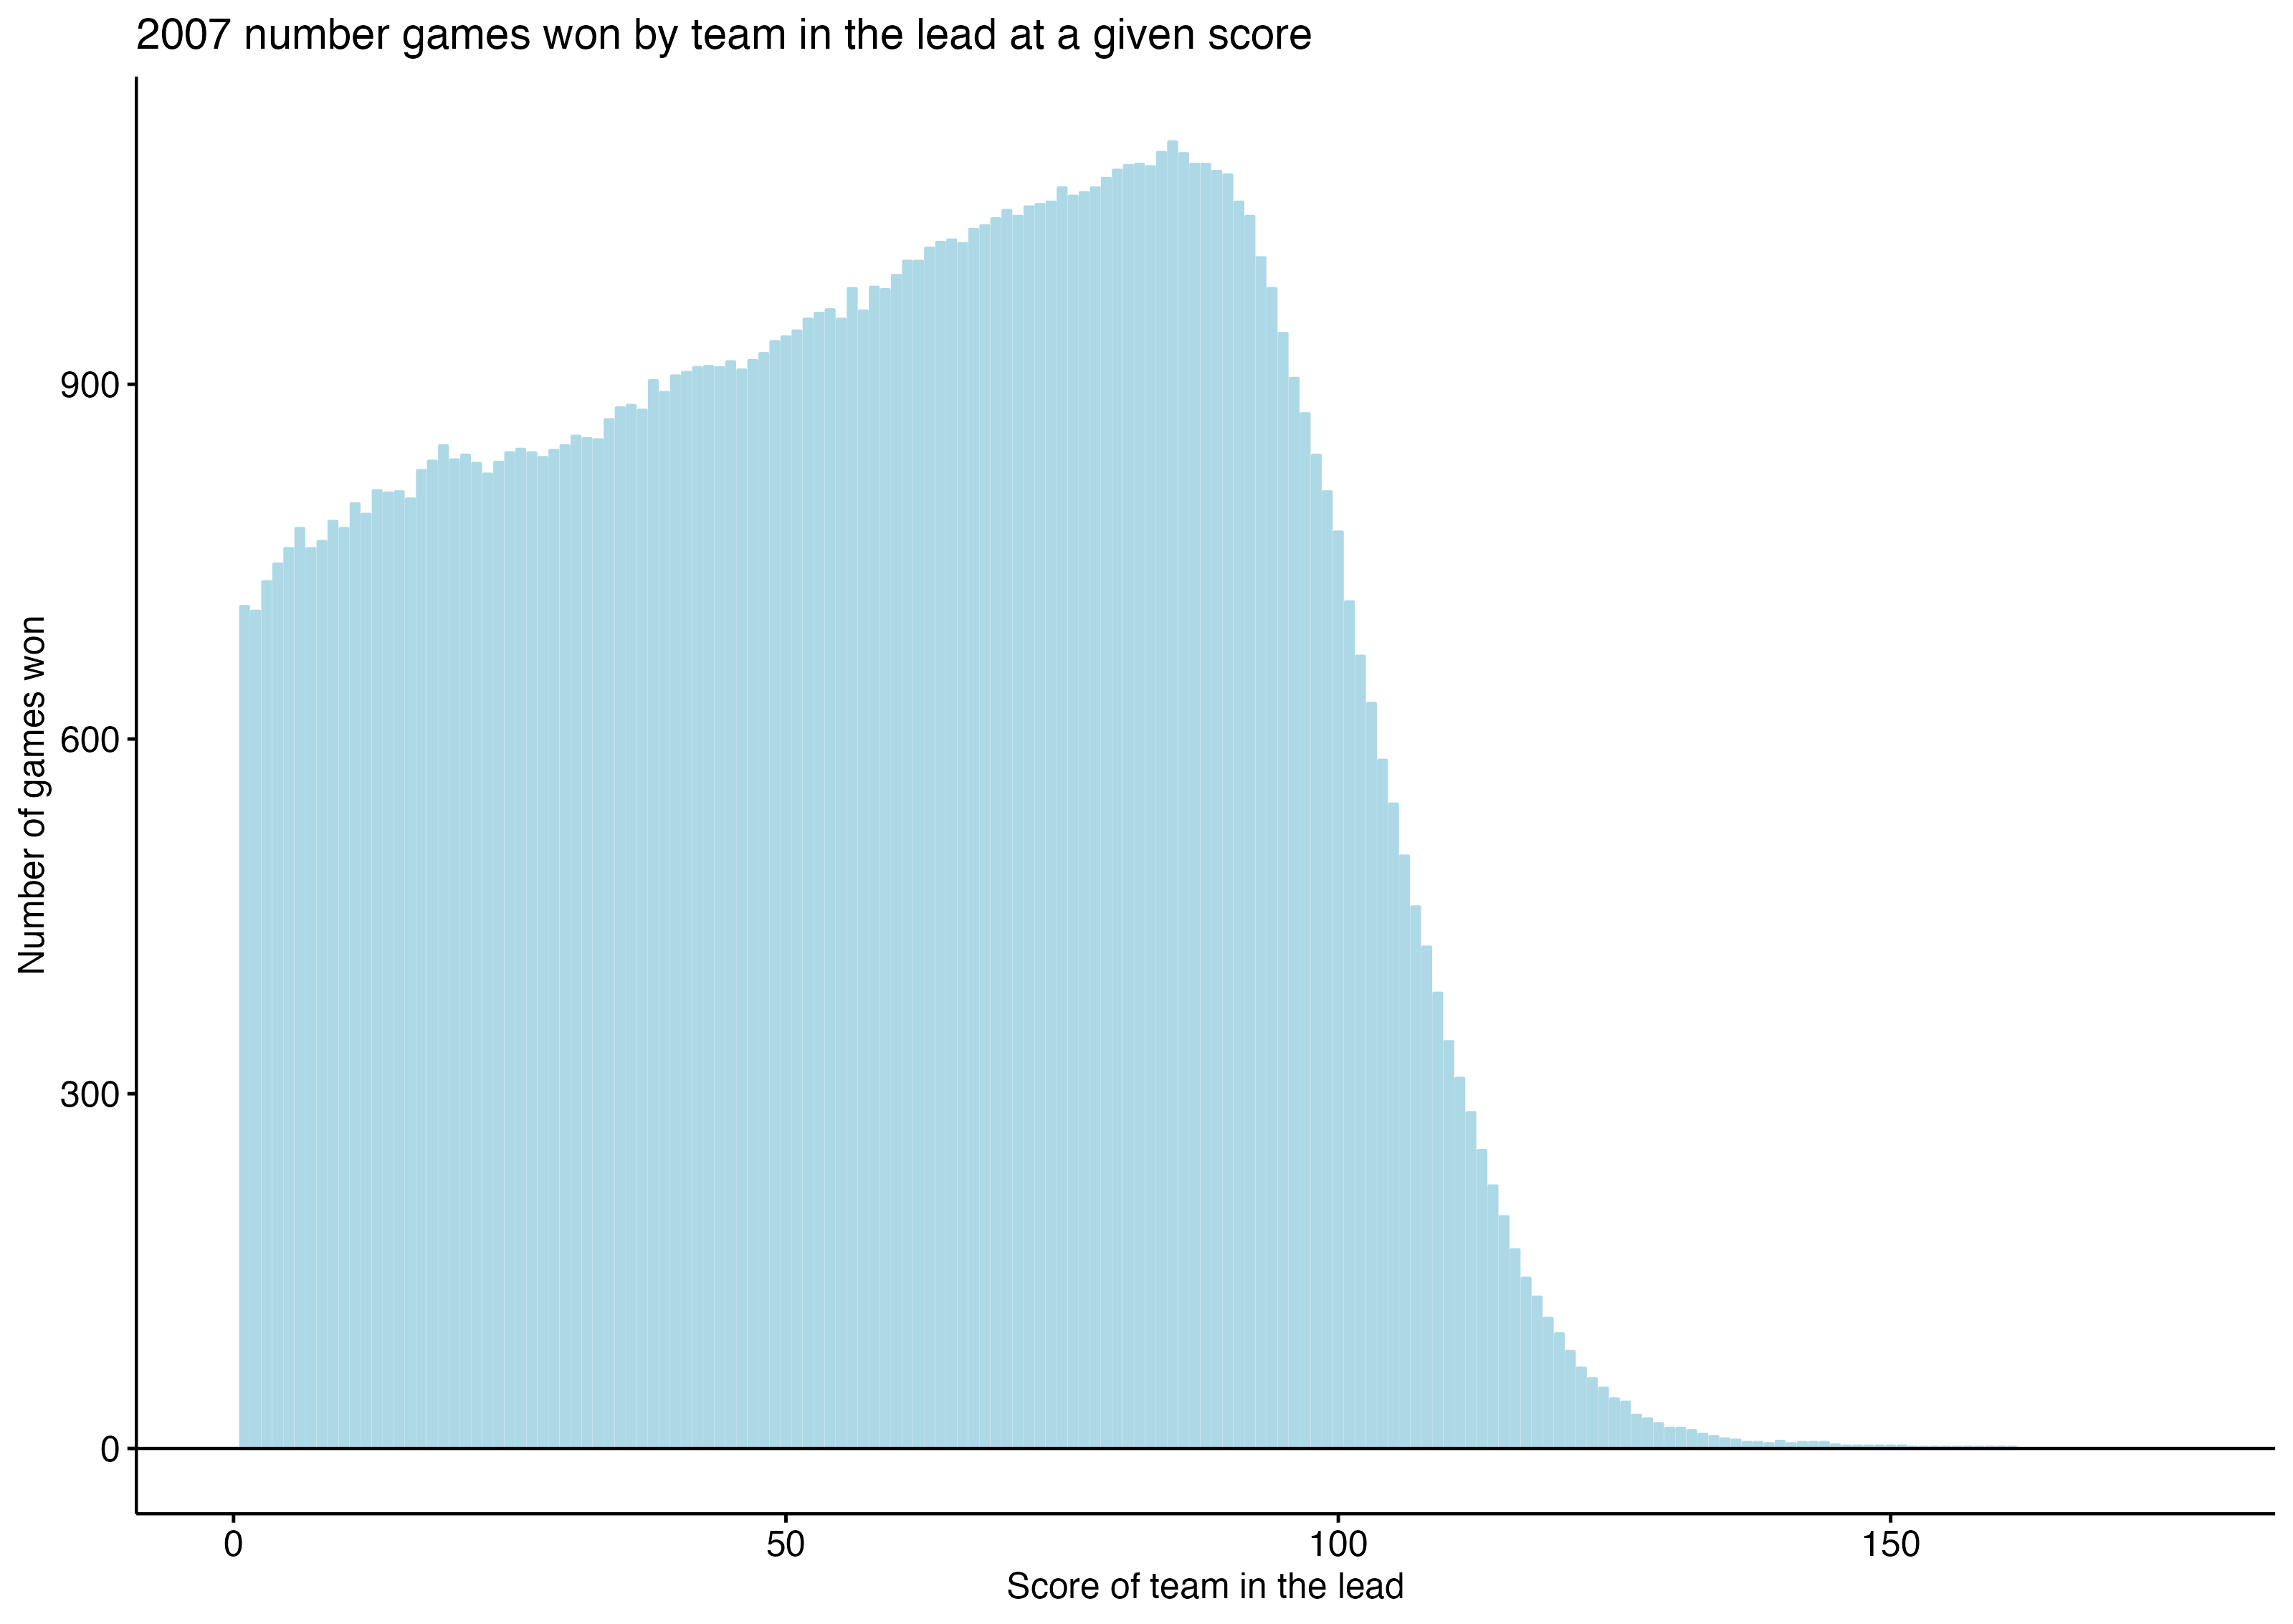 2007 number games won by team in the lead at a given score
Number of games won
900
600
300
0
0 50 100 150
Score of team in the lead